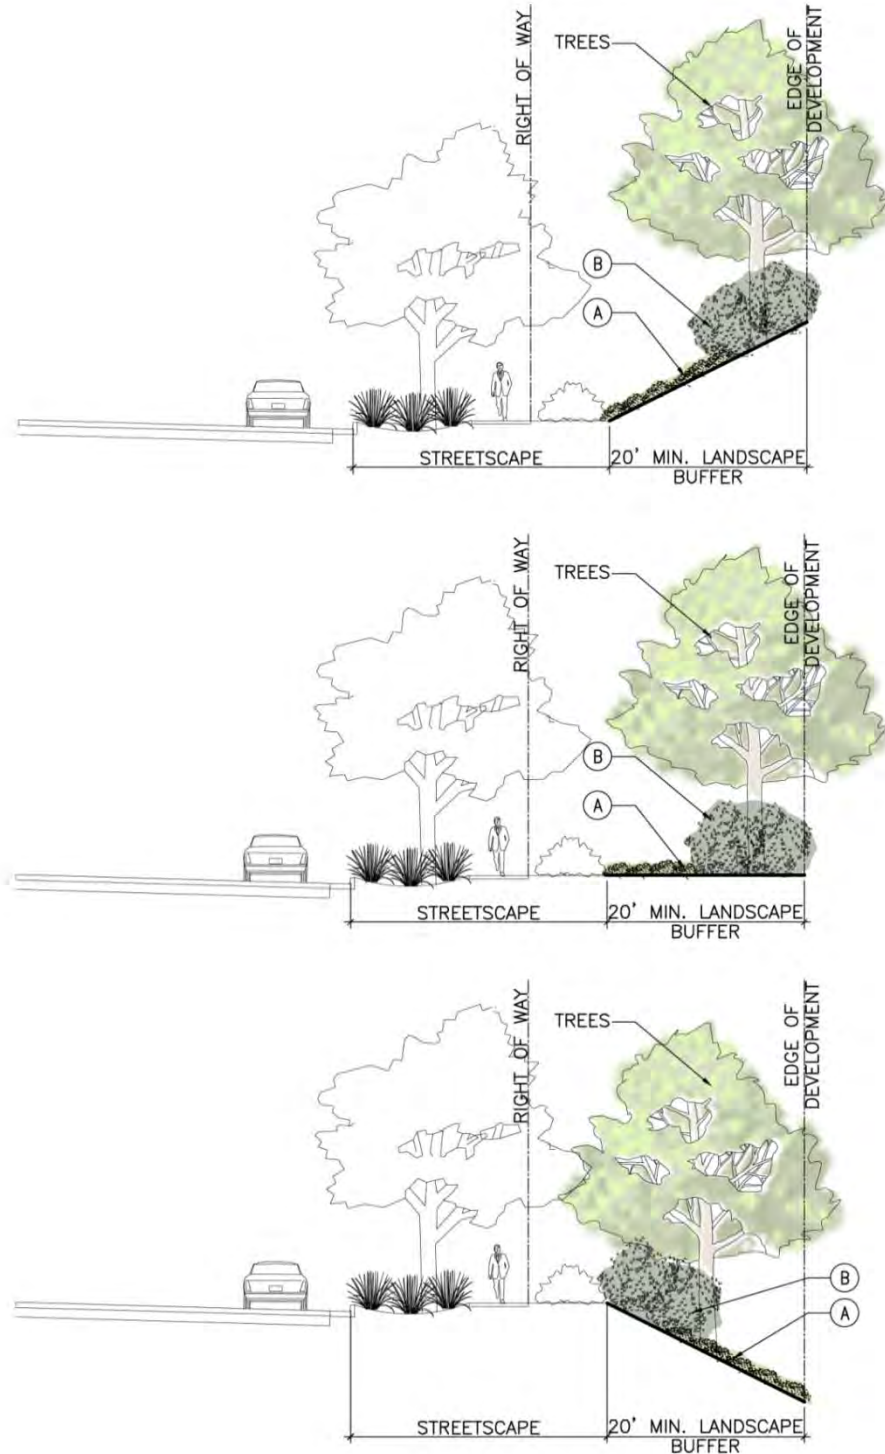 TREES
RIGHT OF WAY
EDGE OF
DEVELOPMENT
B
A
STREETSCAPE
20' MIN. LANDSCAPE
BUFFER
TREES
RIGHT OF WAY
EDGE OF
DEVELOPMENT
B
A
STREETSCAPE
20' MIN. LANDSCAPE
BUFFER
TREES
RIGHT OF WAY
EDGE OF
DEVELOPMENT
B
A
STREETSCAPE
20' MIN. LANDSCAPE
BUFFER